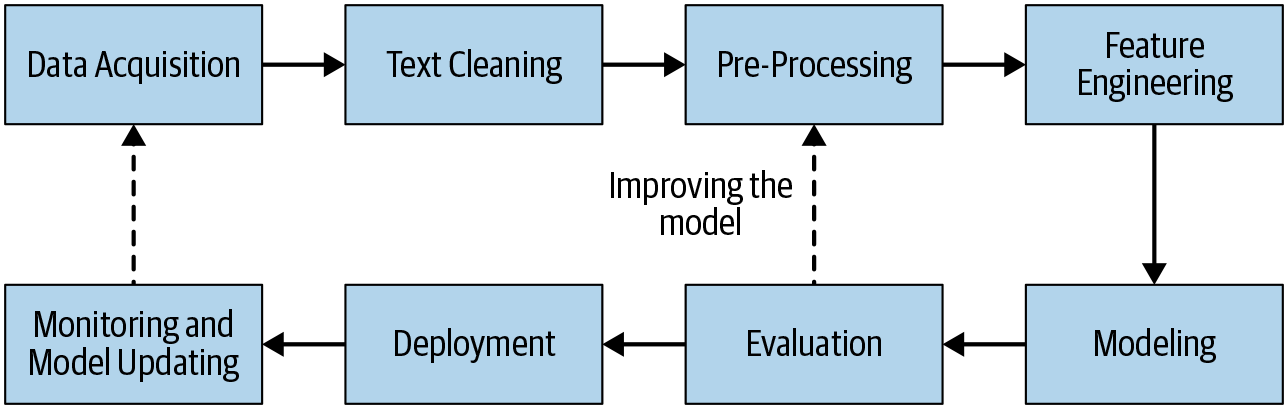 Data Acquisition
Text Cleaning
Pre-Processing
Feature
Engineering
Improving the
model
Monitoring and
Model Updating
Deployment
Evaluation
Modeling